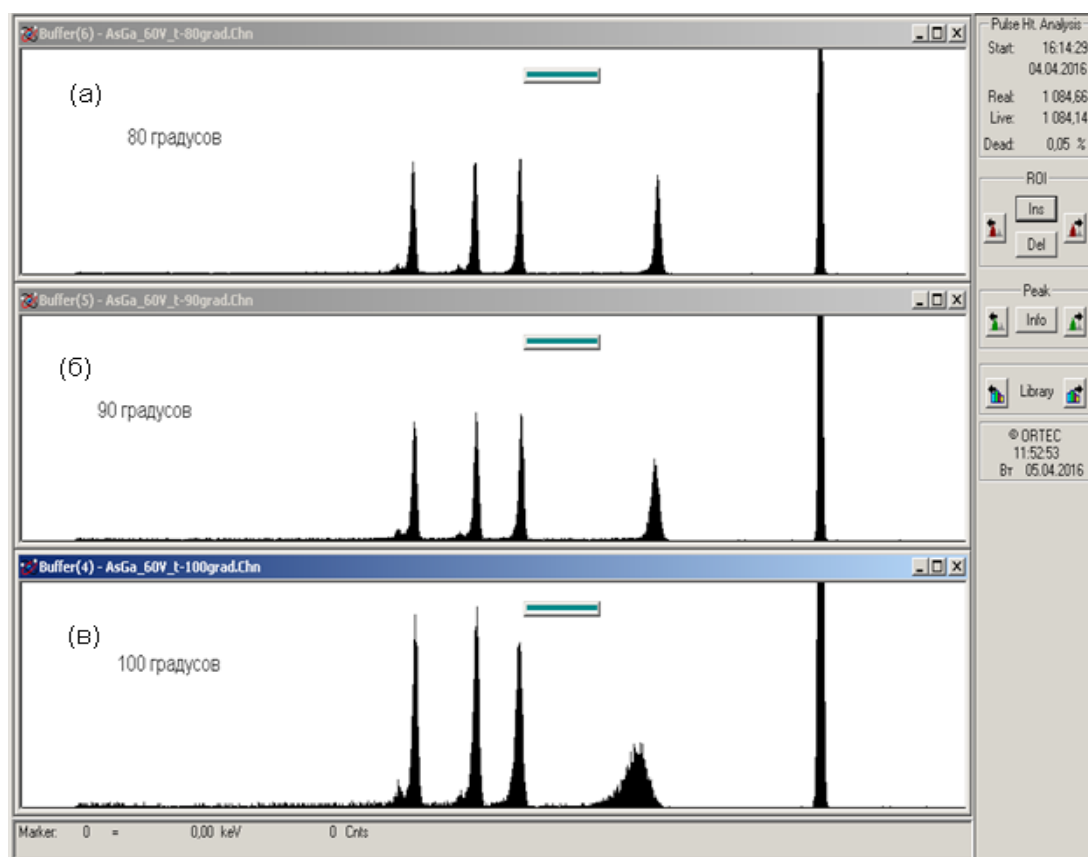 Buffer(6) - AsGa_60V_t-80grad.Chn
(а)
80 градусов
Buffer(5) - AsGa_60V_t-90grad.Chn
(б)
90 градусов
Buffer(4) - AsGa_60V_t-100grad.Chn
(в)
100 градусов
Marker: 0 = 0,00 keV 0 Cnts
Pulse Ht. Analysis
Start: 16:14:29
04.04.2016
Real: 1 084,66
Live: 1 084,14
Dead: 0,05 %
ROI
Ins
Del
Peak
Info
Library
© ORTEC
11:52:53
Вт 05.04.2016